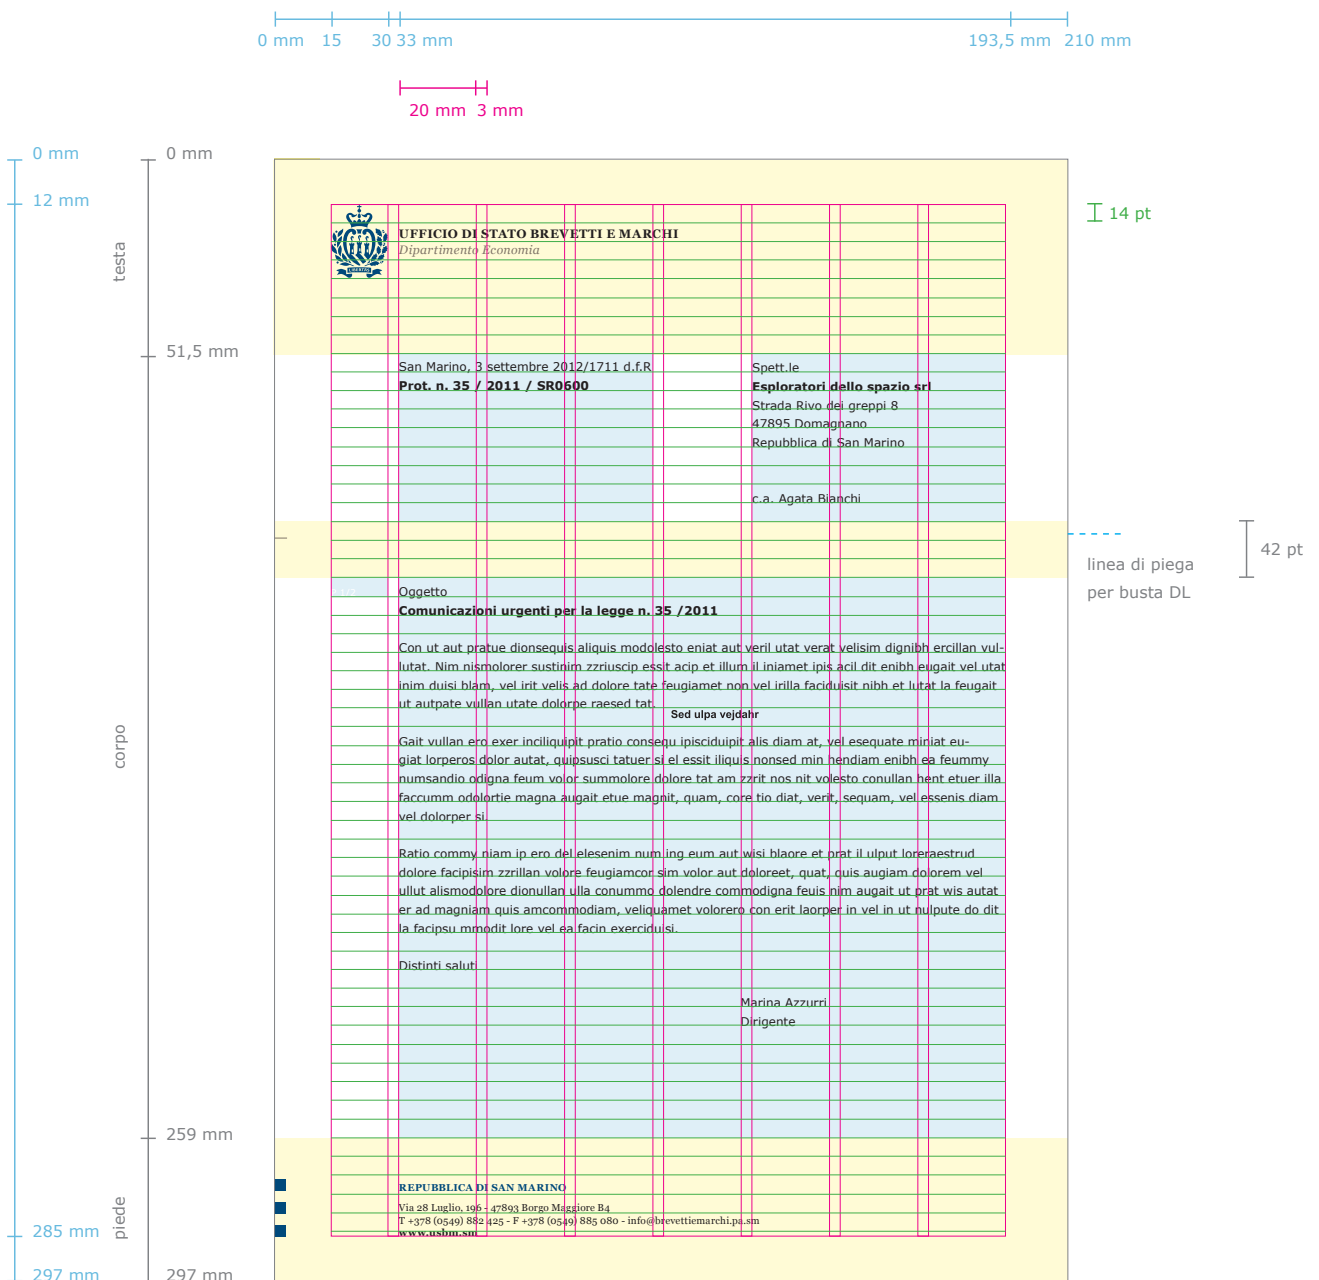 0 mm 15 30 33 mm 193,5 mm 210 mm
20 mm 3 mm
0 mm
12 mm
285 mm
297 mm
0 mm
51,5 mm
259 mm
297 mm
testa
corpo
piede
14 pt
42 pt
linea di piega
per busta DL
LIBERTAS
UFFICIO DI STATO BREVETTI E MARCHI
Dipartimento Economia
San Marino, 3 settembre 2012/1711 d.f.R
Prot. n. 35 / 2011 / SR0600
Spett.le
Esploratori dello spazio srl
Strada Rivo dei greppi 8
47895 Domagnano
Repubblica di San Marino
c.a. Agata Bianchi
Oggetto
Comunicazioni urgenti per la legge n. 35 /2011
Con ut aut pratue dionsequis aliquis modolesto eniat aut veril utat verat velisim dignibh ercillan vul-
lutat. Nim nismolorer sustinim zzriuscip essit acip et illum il iniamet ipis acil dit enibh eugait vel utat
inim duisi blam, vel irit velis ad dolore tate feugiamet non vel irilla faciduisit nibh et lutat la feugait
ut autpate vullan utate dolorpe raesed tat.
Sed ulpa vejdahr
Gait vullan ero exer inciliquipit pratio consequ ipisciduipit alis diam at, vel esequate miniat eu-
giat lorperos dolor autat, quipsusci tatuer si el essit iliquis nonsed min hendiam enibh ea feummy
numsandio odigna feum volor summolore dolore tat am zzrit nos nit volesto conullan hent etuer illa
faccumm odolortie magna augait etue magnit, quam, core tio diat, verit, sequam, vel essenis diam
vel dolorper si.
Ratio commy niam ip ero del elesenim num ing eum aut wisi blaore et prat il ulput loreraestrud
dolore facipisim zzrillan volore feugiamcor sim volor aut doloreet, quat, quis augiam dolorem vel
ullut alismodolore dionullan ulla conummo dolendre commodigna feuis nim augait ut prat wis autat
er ad magniam quis amcommodiam, veliquamet volorero con erit laorper in vel in ut nulpute do dit
la facipsu mmodit lore vel ea facin exerciduisi.
Distinti saluti
Marina Azzurri
Dirigente
REPUBBLICA DI SAN MARINO
Via 28 Luglio, 196 - 47893 Borgo Maggiore B4
T +378 (0549) 882 425 - F +378 (0549) 885 080 - info@brevettiemarchi.pa.sm
www.usbm.sm